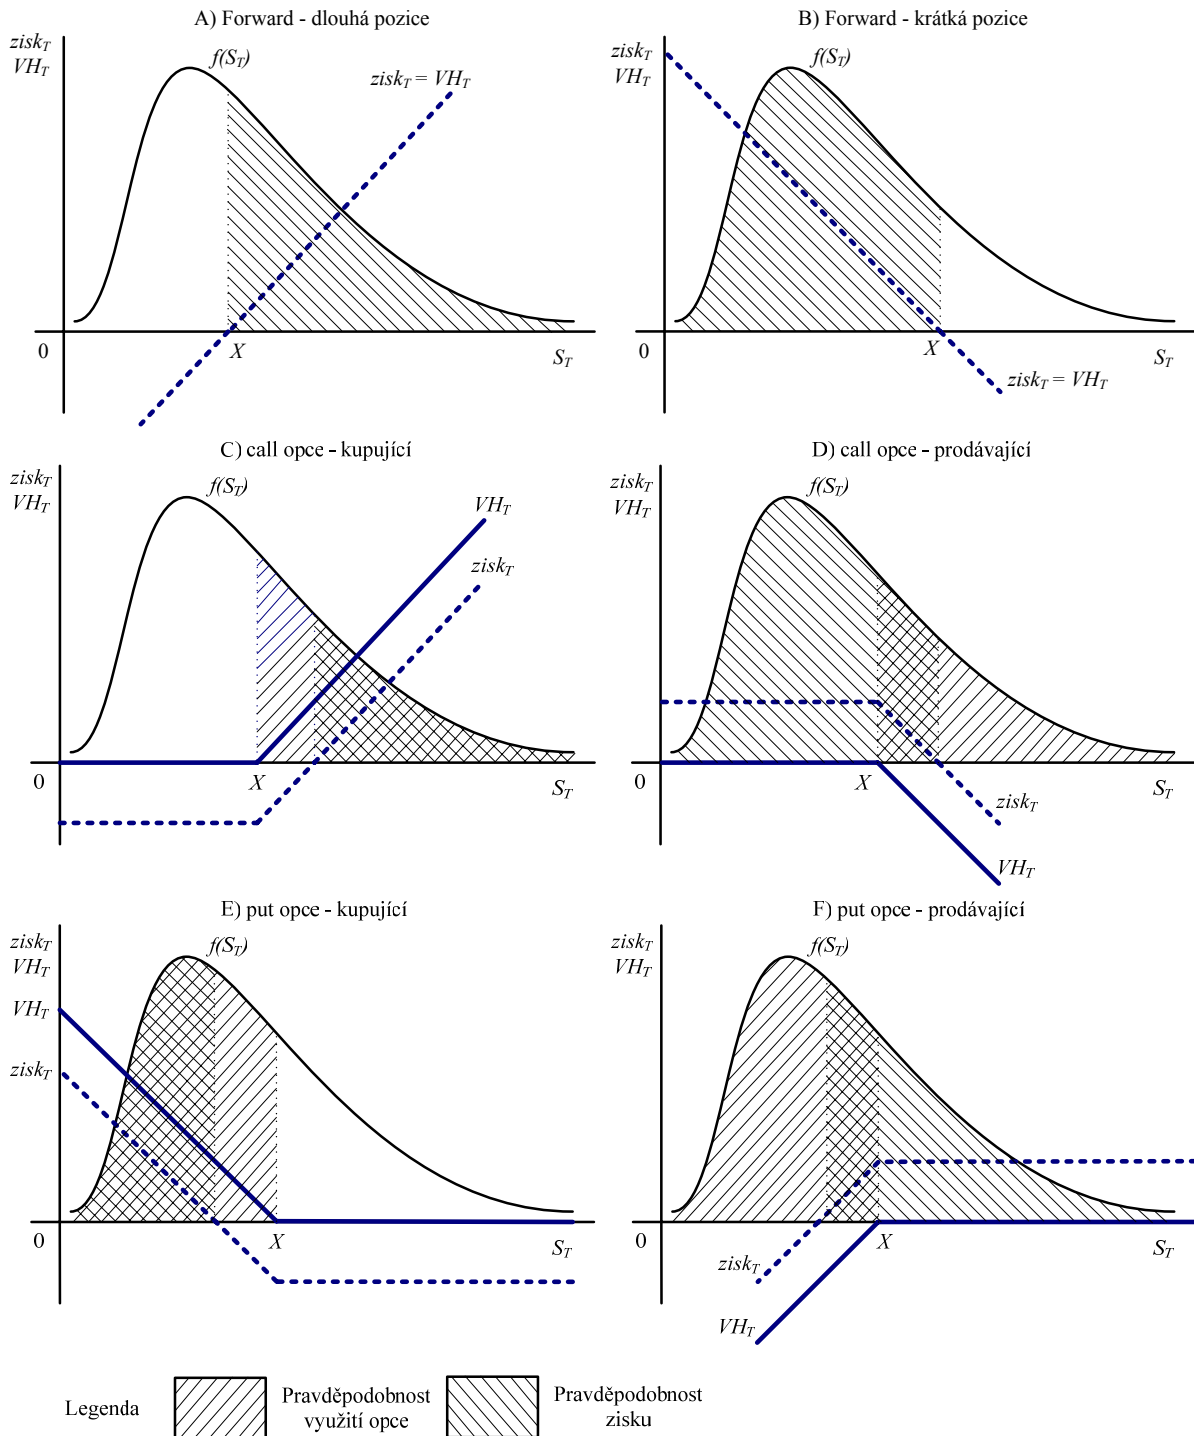 A) Forward - dlouhá pozice
zisk_T
VH_T
f(S_T)
zisk_T = VH_T
0
X
S_T
B) Forward - krátká pozice
zisk_T
VH_T
f(S_T)
0
X
S_T
zisk_T = VH_T
C) call opce - kupující
zisk_T
VH_T
f(S_T)
VH_T
zisk_T
0
X
S_T
D) call opce - prodávající
zisk_T
VH_T
f(S_T)
0
X
S_T
zisk_T
VH_T
E) put opce - kupující
zisk_T
VH_T
f(S_T)
VH_T
zisk_T
0
X
S_T
F) put opce - prodávající
zisk_T
VH_T
f(S_T)
0
X
S_T
zisk_T
VH_T
Legenda
Pravděpodobnost
využití opce
Pravděpodobnost
zisku